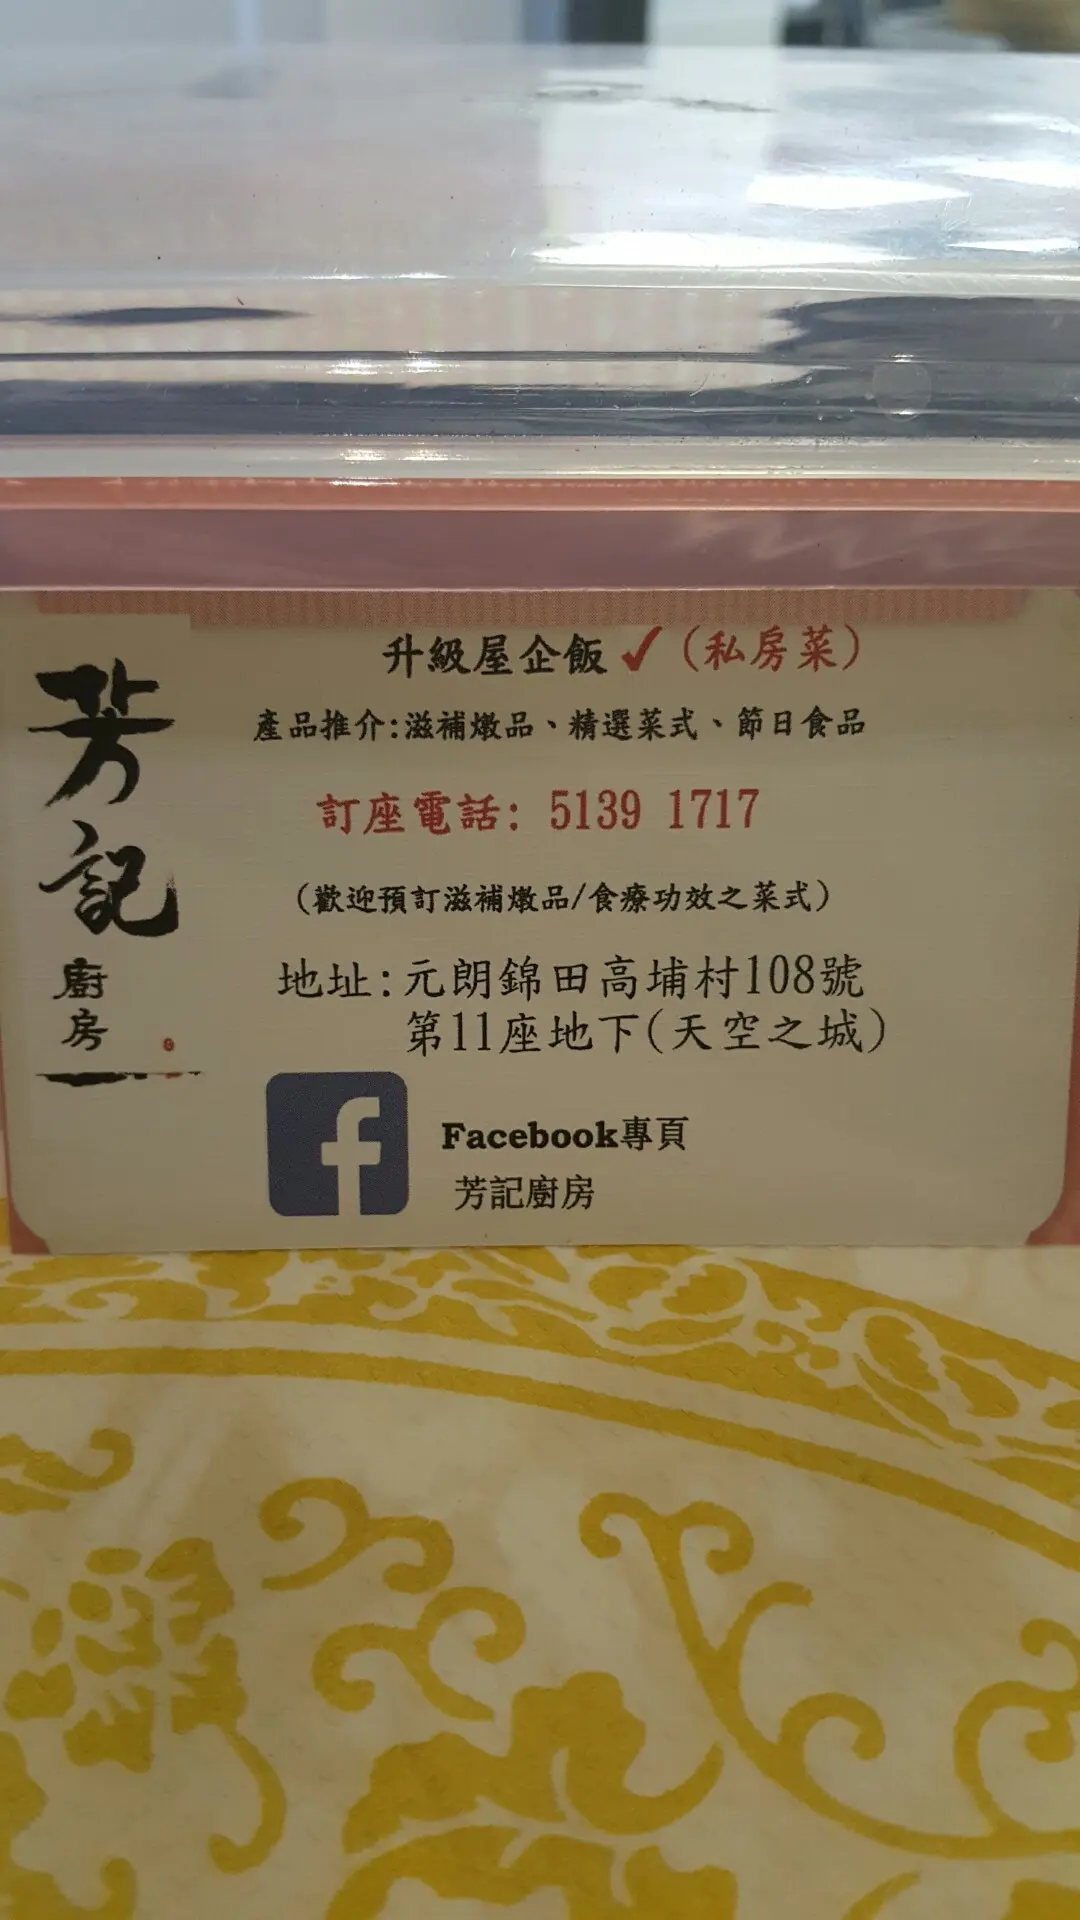 芳記
廚房
升級屋企飯✓(私房菜)
產品推介:滋補燉品、精選菜式、節日食品
訂座電話: 5139 1717
(歡迎預訂滋補燉品/食療功效之菜式)
地址:元朗錦田高埔村108號
第11座地下(天空之城)
f
Facebook專頁
芳記廚房